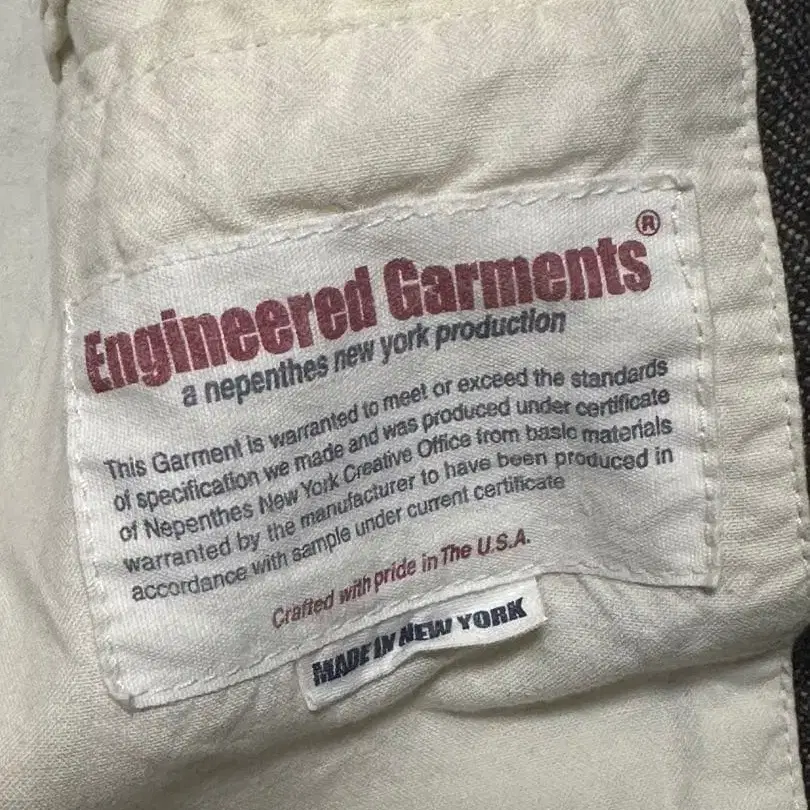 Engineered Garments®
a nepenthes new york production
This Garment is warranted to meet or exceed the standards
of specification we made and was produced under certificate
of Nepenthes New York Creative Office from basic materials
warranted by the manufacturer to have been produced in
accordance with sample under current certificate
Crafted with pride in The U.S.A.
MADE IN NEW YORK